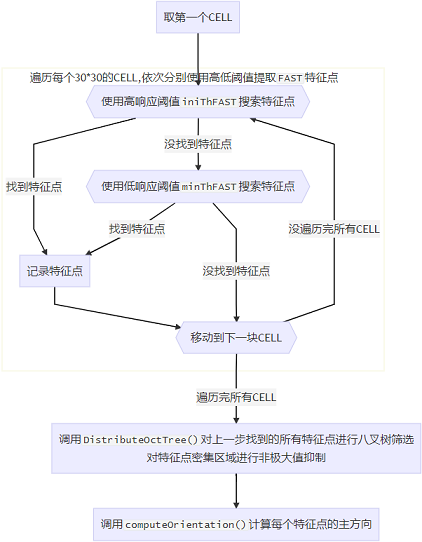 取第一个CELL
遍历每个30*30的CELL,依次分别使用高低阈值提取 FAST 特征点
使用高响应阈值 iniThFAST 搜索特征点
没找到特征点
找到特征点
使用低响应阈值 minThFAST 搜索特征点
找到特征点
没遍历完所有CELL
记录特征点
没找到特征点
移动到下一块CELL
遍历完所有CELL
调用 DistributeOctTree() 对上一步找到的所有特征点进行八叉树筛选
对特征点密集区域进行非极大值抑制
调用 computeOrientation() 计算每个特征点的主方向